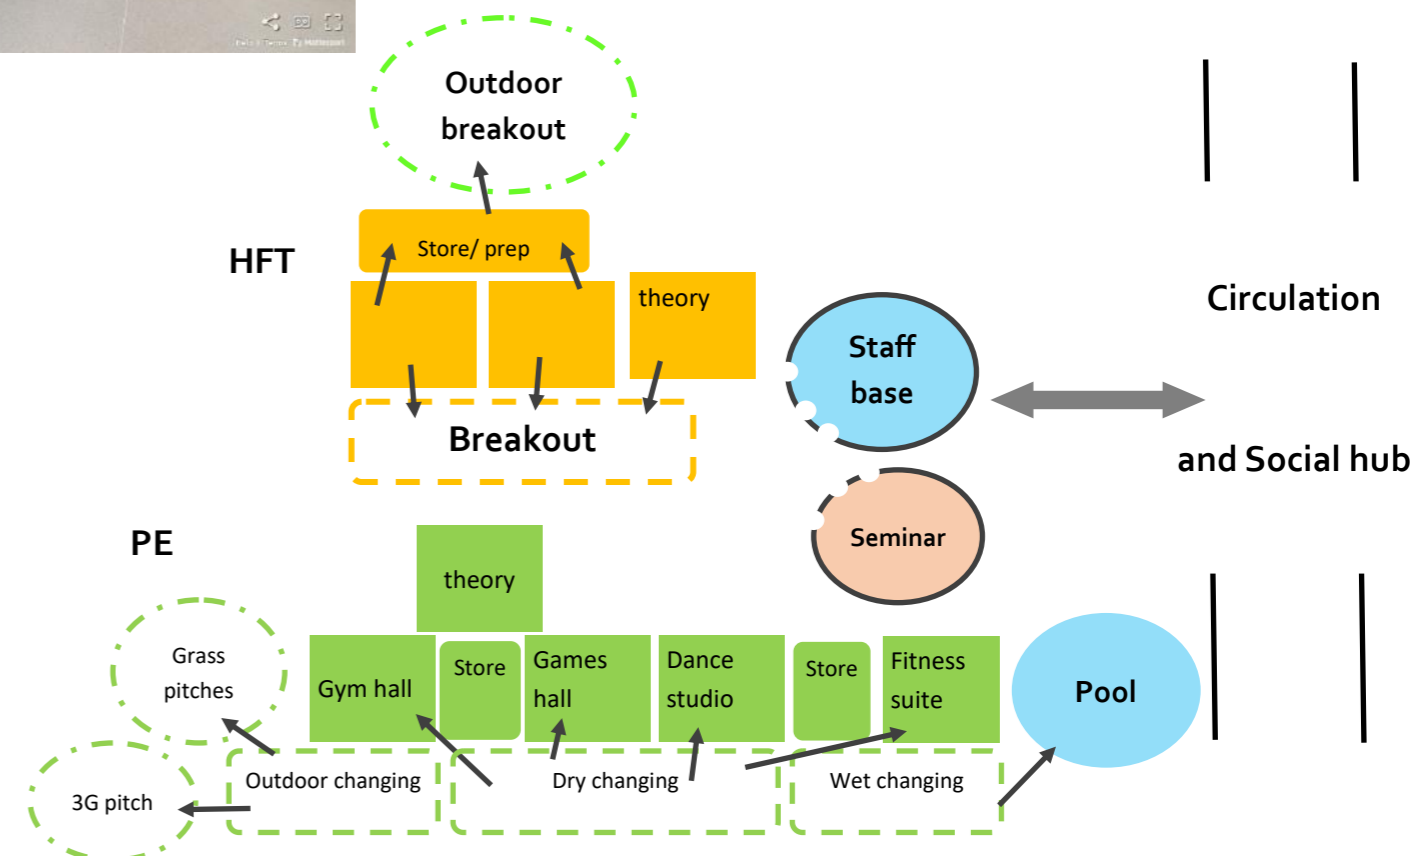 Outdoor
breakout
HFT
Store/ prep
theory
Circulation
Staff
base
Breakout
and Social hub
PE
Seminar
theory
Grass
pitches
Gym hall
Store
Games
hall
Dance
studio
Store
Fitness
suite
Pool
3G pitch
Outdoor changing
Dry changing
Wet changing